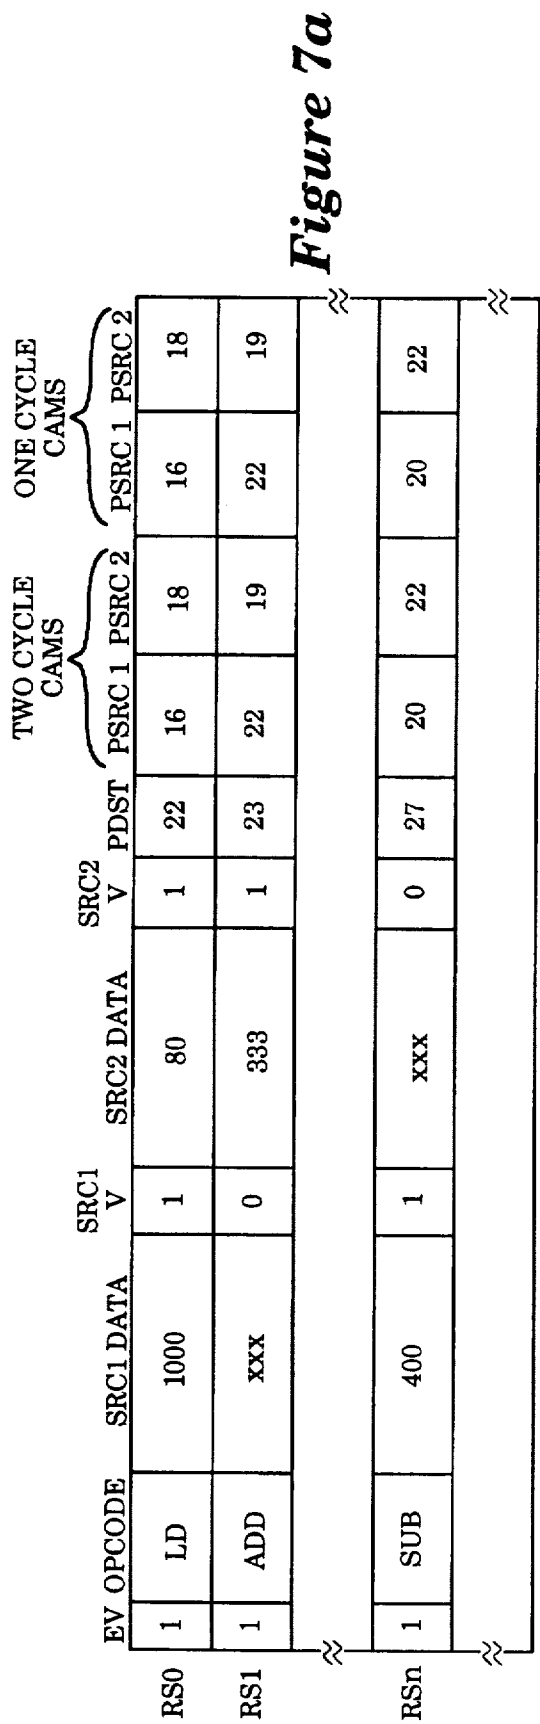 ONE CYCLE
CAMS
TWO CYCLE
CAMS
SRC1
V
SRC2
V
EV OPCODE SRC1 DATA SRC2 DATA PDST PSRC 1 PSRC 2 PSRC 1 PSRC 2
RS0 1 LD 1000 1 80 1 22 16 18 16 18
RS1 1 ADD xxx 0 333 1 23 22 19 22 19
RSn 1 SUB 400 1 xxx 0 27 20 22 20 22
Figure 7a